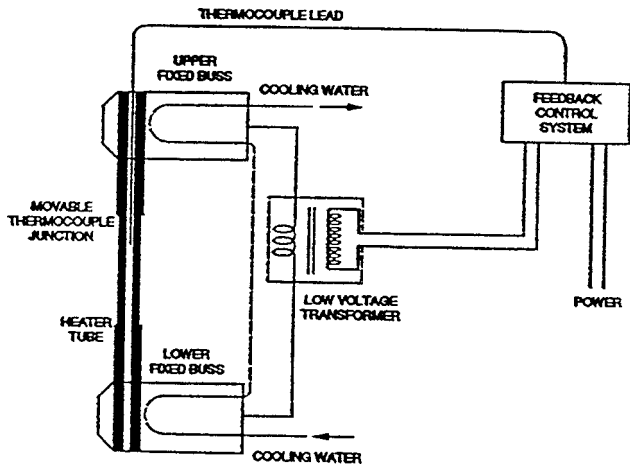 THERMOCOUPLE LEAD
UPPER
FIXED BUSS
COOLING WATER
FEEDBACK
CONTROL
SYSTEM
MOVABLE
THERMOCOUPLE
JUNCTION
LOW VOLTAGE
TRANSFORMER
POWER
HEATER
TUBE
LOWER
FIXED BUSS
COOLING WATER